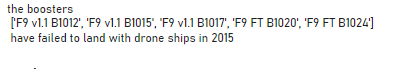 the boosters
['F9 v1.1 B1012', 'F9 v1.1 B1015', 'F9 v1.1 B1017', 'F9 FT B1020', 'F9 FT B1024']
have failed to land with drone ships in 2015